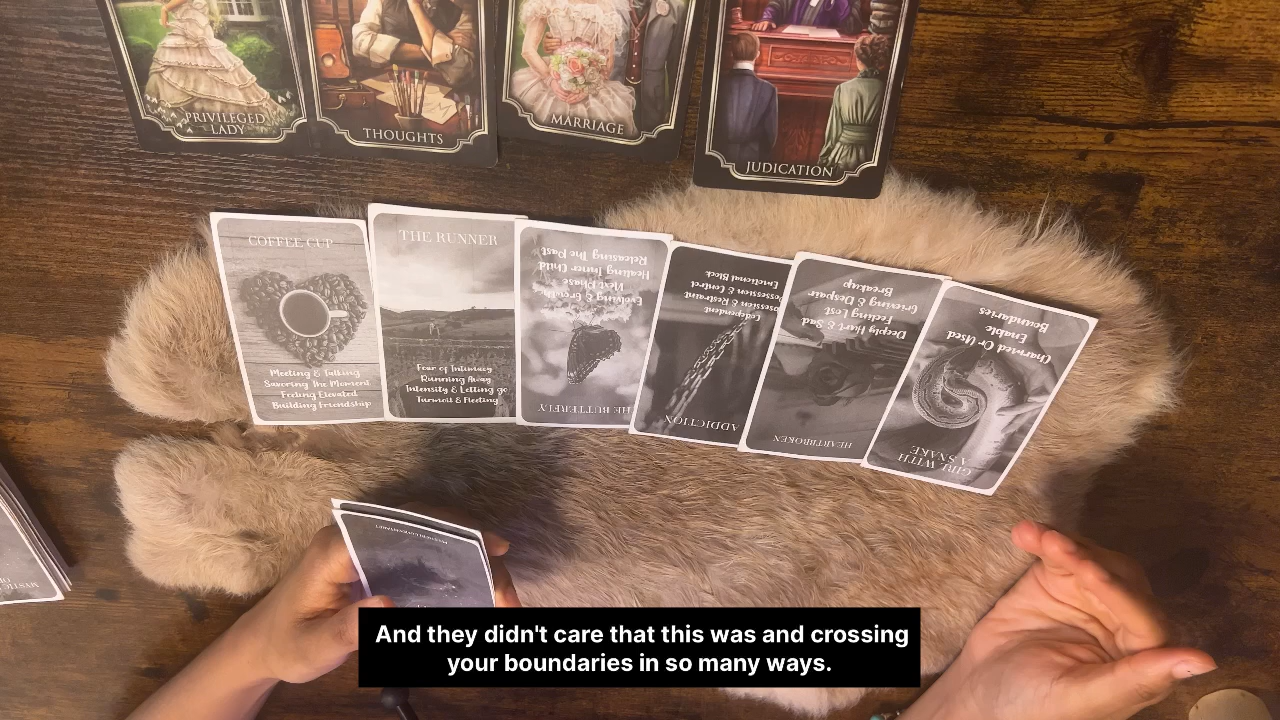 PRIVILEGED
LADY
THOUGHTS
MARRIAGE
JUDICATION
COFFEE CUP
Meeting & Talking
Savoring The Moment
Feeling Elevated
Building Friendship
THE RUNNER
Fear of Intimacy
Running Away
Intensity & Letting go
Turmoil & Fleeting
THE BUTTERFLY
Evolving & Growth
Next Phase
Healing Inner Child
Releasing The Past
ADDICTION
Codependent
Obsession & Restraint
Possession & Control
Emotional Block
HEARTBROKEN
Deeply Hurt & Sad
Feeling Lost
Grieving & Despair
Breakup
GIRL WITH
A SNAKE
Charmed Or Used
Enable
Boundaries
And they didn't care that this was and crossing
your boundaries in so many ways.